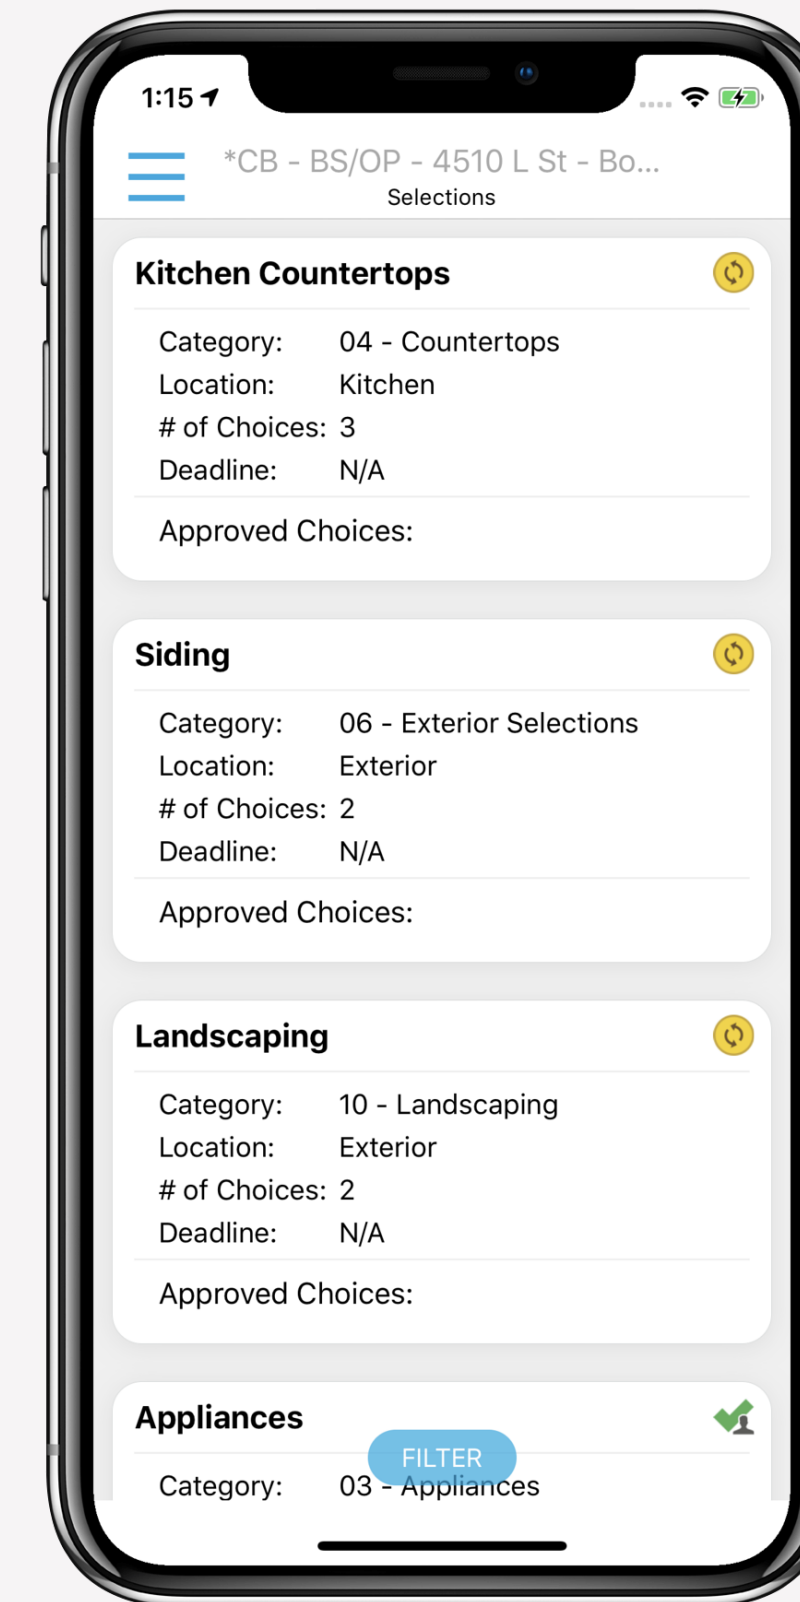 1:15
*CB - BS/OP - 4510 L St - Bo...
Selections
Kitchen Countertops
Category: 04 - Countertops
Location: Kitchen
# of Choices: 3
Deadline: N/A
Approved Choices:
Siding
Category: 06 - Exterior Selections
Location: Exterior
# of Choices: 2
Deadline: N/A
Approved Choices:
Landscaping
Category: 10 - Landscaping
Location: Exterior
# of Choices: 2
Deadline: N/A
Approved Choices:
Appliances
FILTER
Category: 03 - Appliances